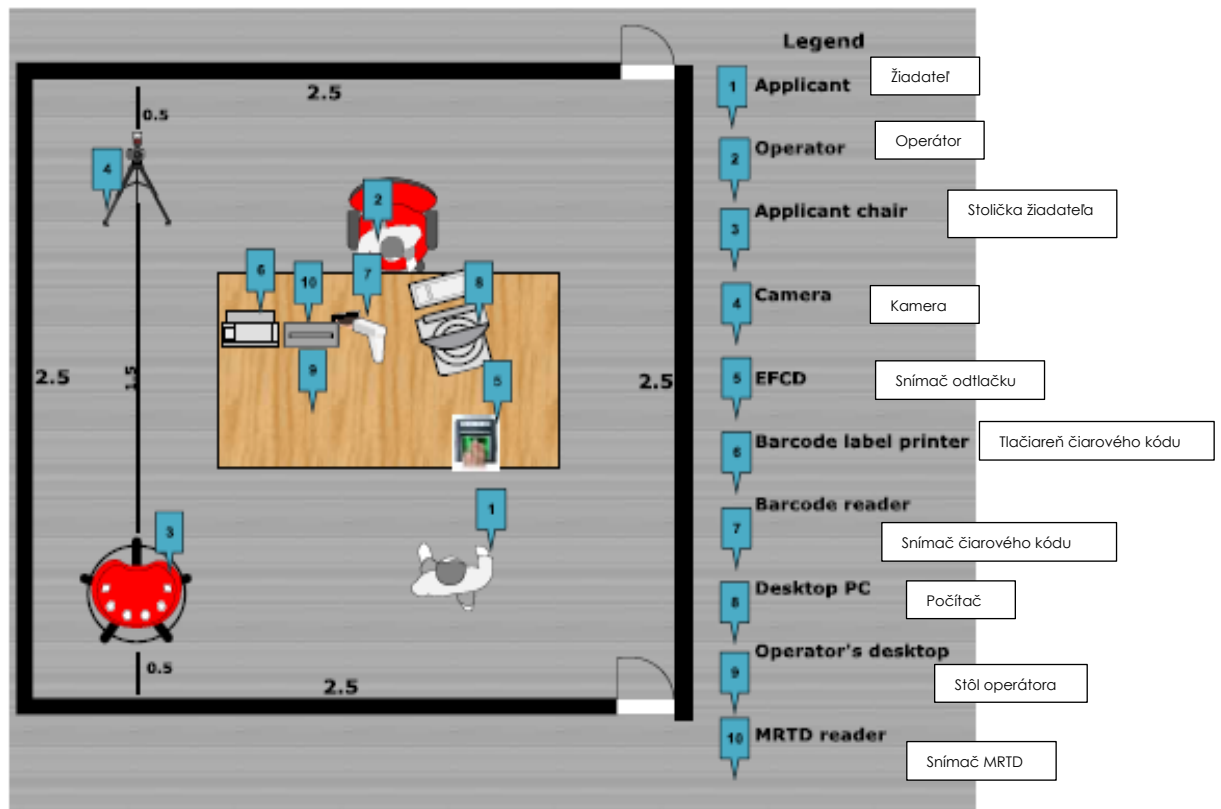 Legend
1 Applicant Žiadateľ
2 Operator Operátor
3 Applicant chair Stolička žiadateľa
4 Camera Kamera
5 EFCD Snímač odtlačku
6 Barcode label printer Tlačiareň čiarového kódu
7 Barcode reader Snímač čiarového kódu
8 Desktop PC Počítač
9 Operator's desktop Stôl operátora
10 MRTD reader Snímač MRTD
2.5
0.5
4
2
6
10
7
8
2.5
1.5
9
5
2.5
3
1
0.5
2.5